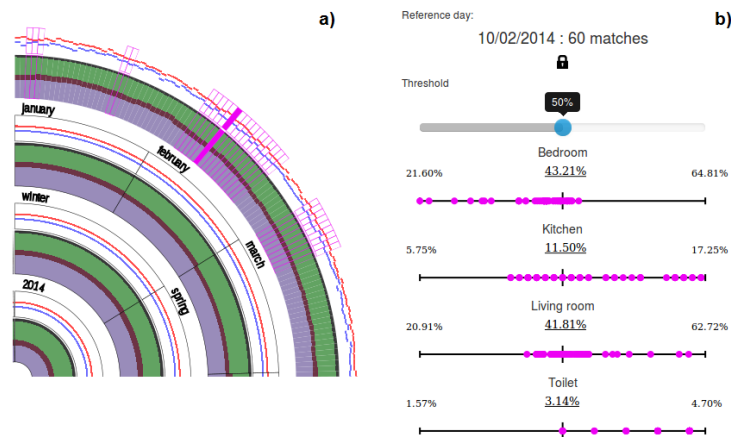 a)
january
february
march
winter
spring
2014
b)
Reference day:
10/02/2014 : 60 matches
Threshold
50%
Bedroom
21.60% 43.21% 64.81%
Kitchen
5.75% 11.50% 17.25%
Living room
20.91% 41.81% 62.72%
Toilet
1.57% 3.14% 4.70%